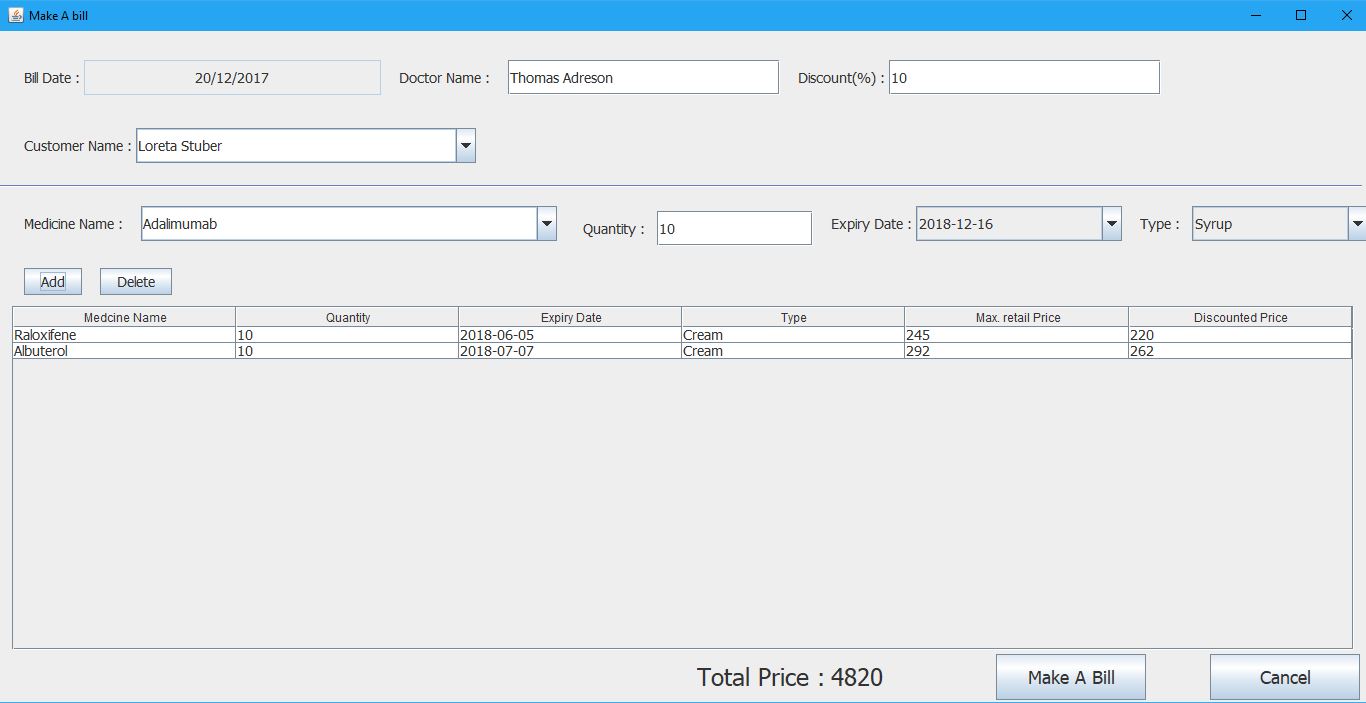 Make A bill
Bill Date : 20/12/2017 Doctor Name : Thomas Adreson Discount(%) : 10
Customer Name : Loreta Stuber
Medicine Name : Adalimumab Quantity : 10 Expiry Date : 2018-12-16 Type : Syrup
Add Delete
Medcine Name Quantity Expiry Date Type Max. retail Price Discounted Price
Raloxifene 10 2018-06-05 Cream 245 220
Albuterol 10 2018-07-07 Cream 292 262
Total Price : 4820 Make A Bill Cancel